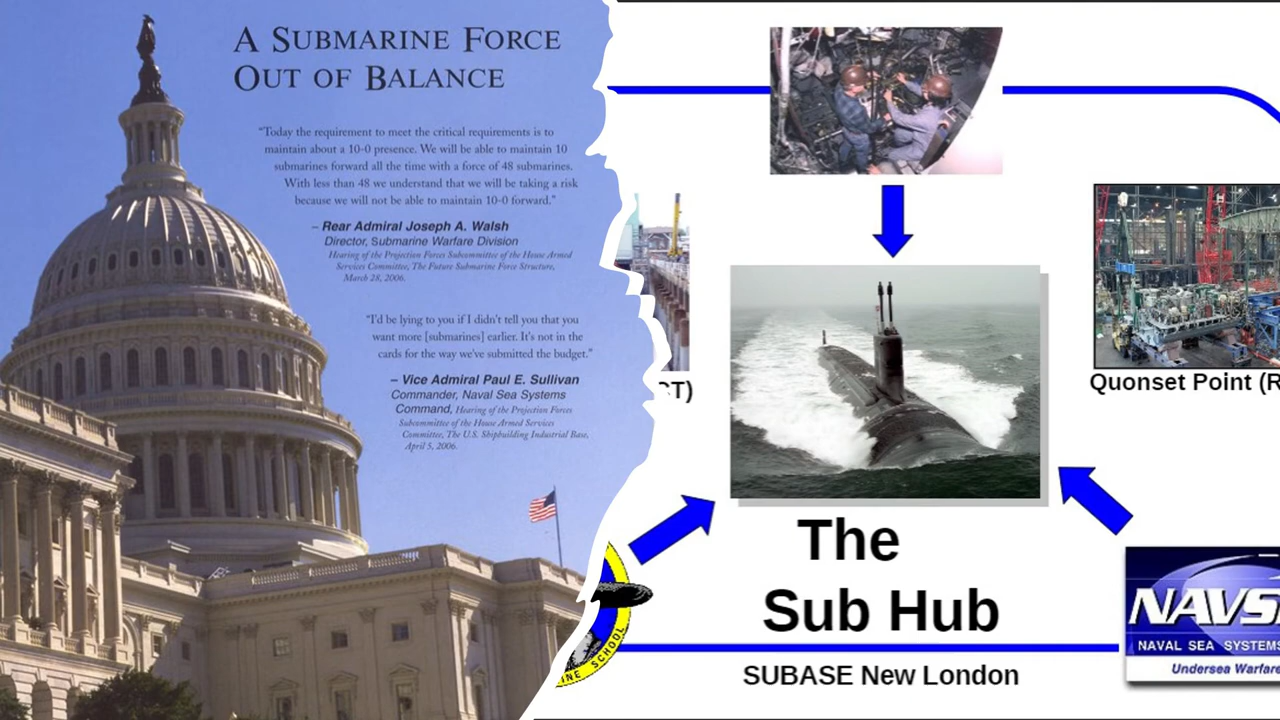 A SUBMARINE FORCE
OUT OF BALANCE
“Today the requirement to meet the critical requirements is to
maintain about a 10-0 presence. We will be able to maintain 10
submarines forward all the time with a force of 48 submarines.
With less than 48 we understand that we will be taking a risk
because we will not be able to maintain 10-0 forward.”
– Rear Admiral Joseph A. Walsh
Director, Submarine Warfare Division
Hearing of the Projection Forces Subcommittee of the House Armed
Services Committee, The Future Submarine Force Structure,
March 28, 2006.
“I’d be lying to you if I didn’t tell you that you
want more [submarines] earlier. It’s not in the
cards for the way we’ve submitted the budget.”
– Vice Admiral Paul E. Sullivan
Commander, Naval Sea Systems
Command, Hearing of the Projection Forces
Subcommittee of the House Armed Services
Committee, The U.S. Shipbuilding Industrial Base,
April 5, 2006.
CT)
Quonset Point (R
The
Sub Hub
SUBASE New London
INE SCHOOL
NAVS
NAVAL SEA SYSTEMS
Undersea Warfare